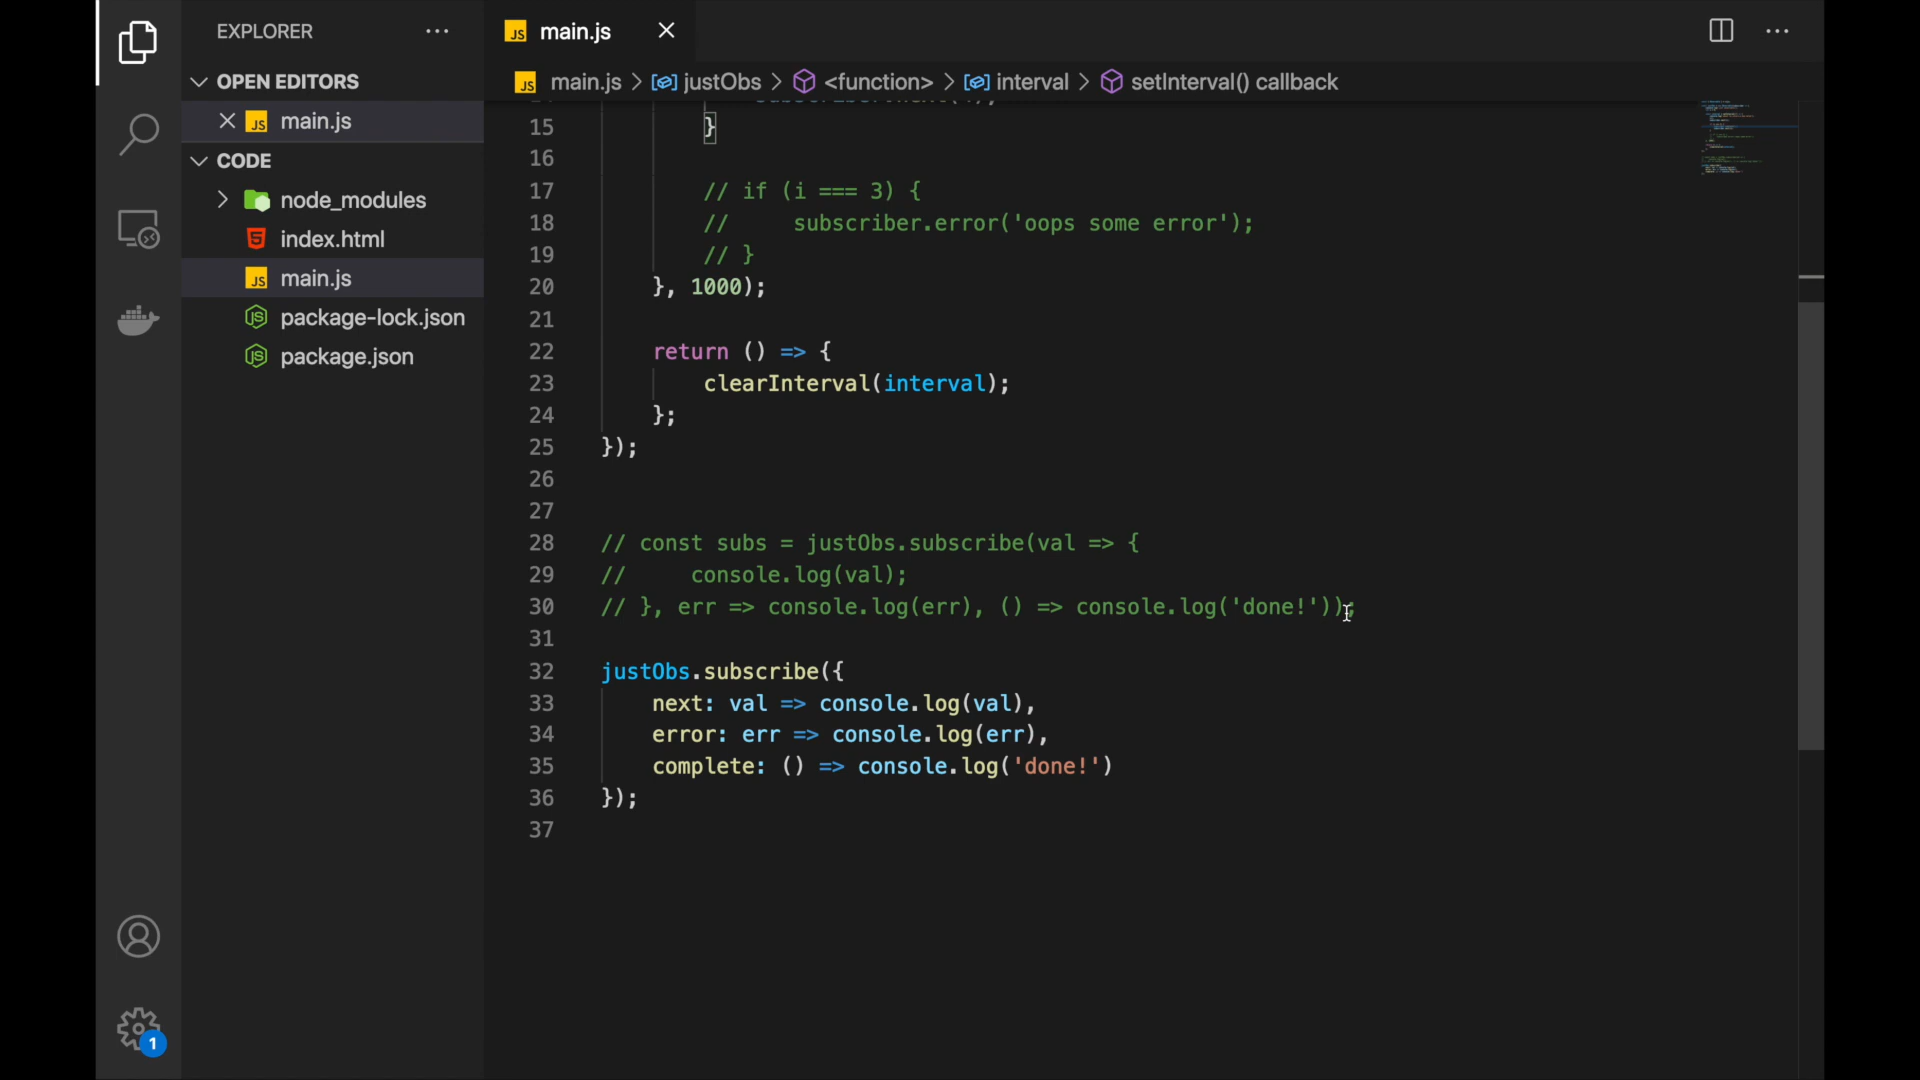 EXPLORER
main.js
main.js > justObs > <function> > interval > setInterval() callback
OPEN EDITORS
main.js
CODE
node_modules
index.html
main.js
package-lock.json
package.json
15 }
16
17 // if (i === 3) {
18 //     subscriber.error('oops some error');
19 // }
20 }, 1000);
21
22 return () => {
23 clearInterval(interval);
24 };
25 });
26
27
28 // const subs = justObs.subscribe(val => {
29 //     console.log(val);
30 // }, err => console.log(err), () => console.log('done!'));
31
32 justObs.subscribe({
33 next: val => console.log(val),
34 error: err => console.log(err),
35 complete: () => console.log('done!')
36 });
37
1